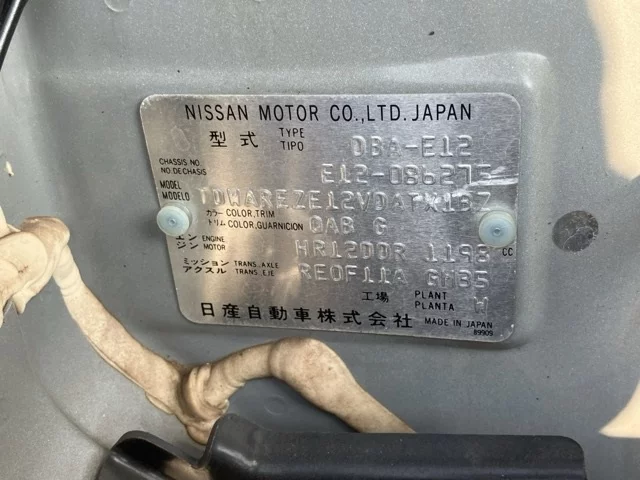 NISSAN MOTOR CO.,LTD. JAPAN
型式 TYPE TIPO DBA-E12
CHASSIS NO. NO.DE CHASIS E12-086275
MODEL MODELO
カラー トリム COLOR,TRIM COLOR,GUARNICION QAB G
エンジン ENGINE MOTOR HR12DDR 1198 CC
ミッション アクスル TRANS.,AXLE TRANS.,EJE RE0F11A GM35
工場 PLANT PLANTA W
日産自動車株式会社 MADE IN JAPAN
8990S